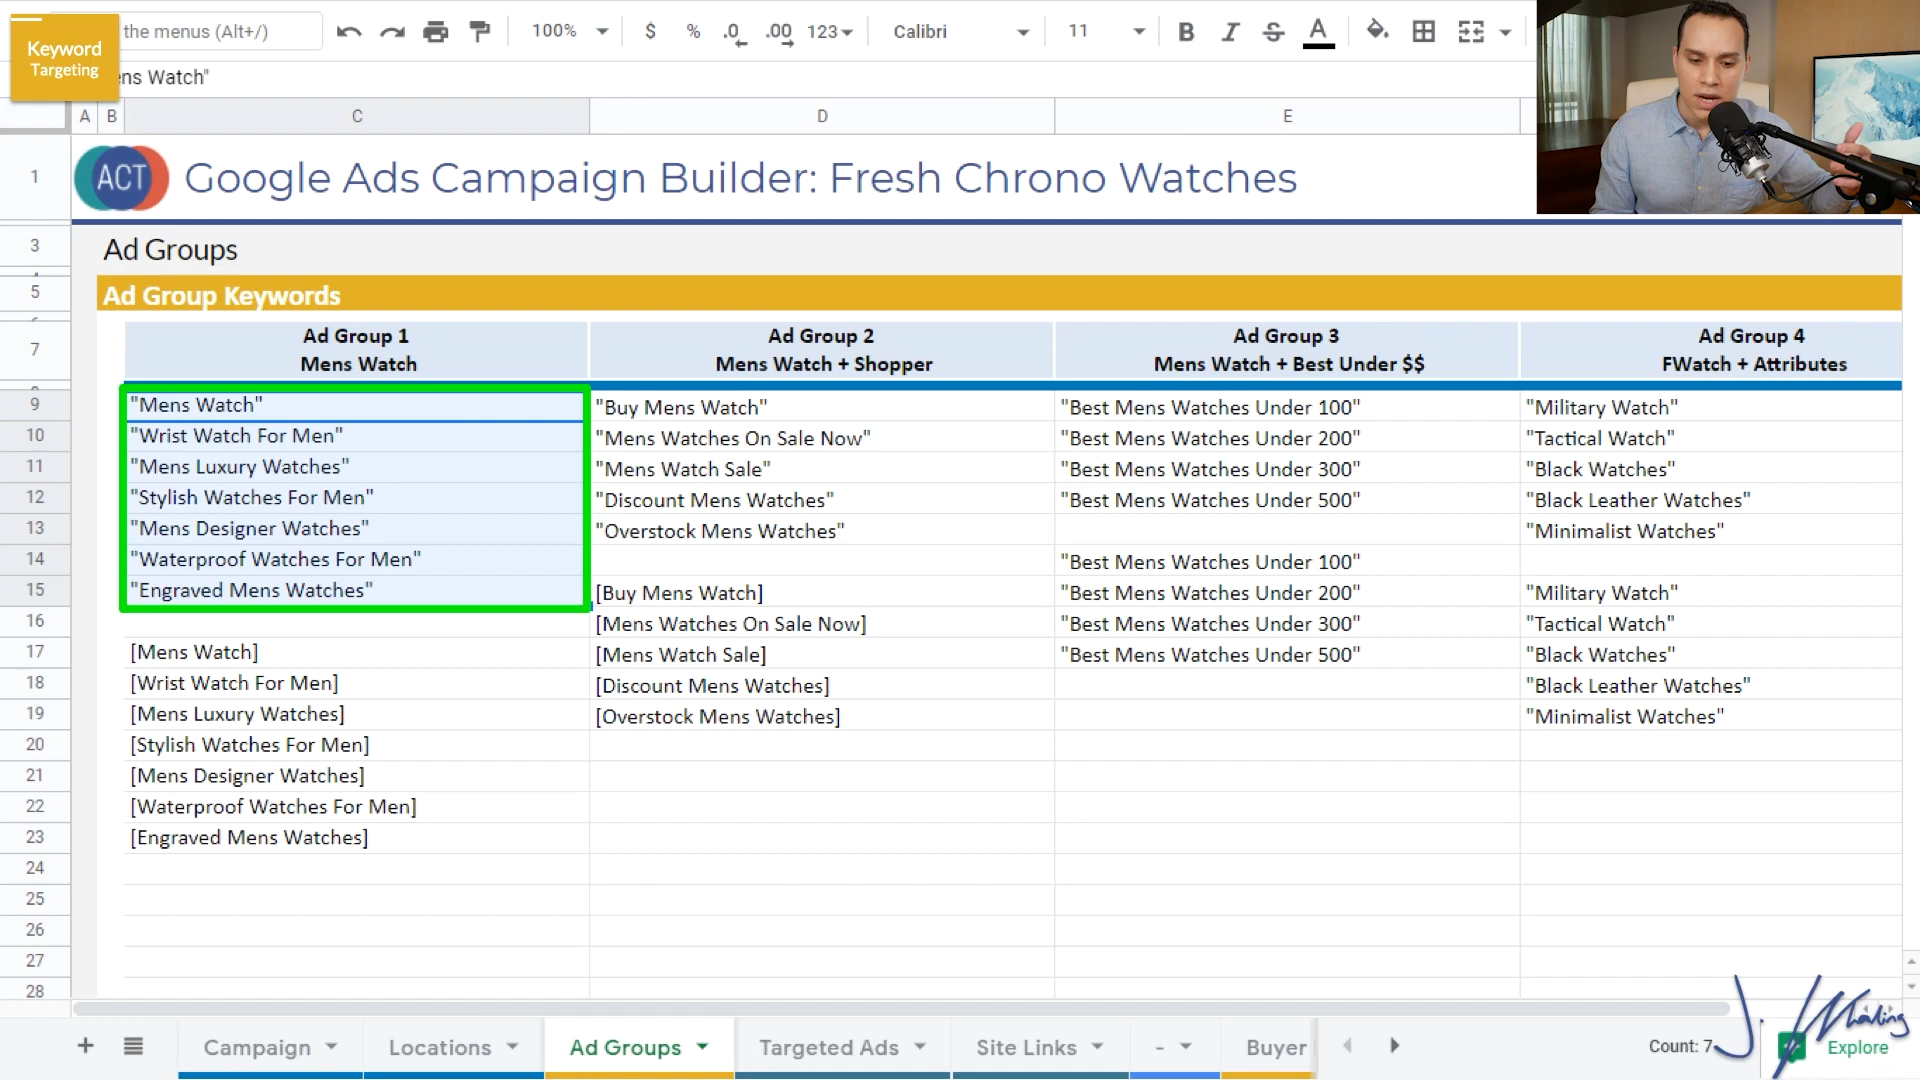 Keyword
Targeting
the menus (Alt+/)
100%
$
%
.0
.00
123
Calibri
11
B
I
S
A
ens Watch"
A
B
C
D
E
1
ACT
Google Ads Campaign Builder: Fresh Chrono Watches
3
Ad Groups
5
Ad Group Keywords
7
Ad Group 1
Mens Watch
Ad Group 2
Mens Watch + Shopper
Ad Group 3
Mens Watch + Best Under $$
Ad Group 4
FWatch + Attributes
9
"Mens Watch"
"Buy Mens Watch"
"Best Mens Watches Under 100"
"Military Watch"
10
"Wrist Watch For Men"
"Mens Watches On Sale Now"
"Best Mens Watches Under 200"
"Tactical Watch"
11
"Mens Luxury Watches"
"Mens Watch Sale"
"Best Mens Watches Under 300"
"Black Watches"
12
"Stylish Watches For Men"
"Discount Mens Watches"
"Best Mens Watches Under 500"
"Black Leather Watches"
13
"Mens Designer Watches"
"Overstock Mens Watches"
"Minimalist Watches"
14
"Waterproof Watches For Men"
"Best Mens Watches Under 100"
15
"Engraved Mens Watches"
[Buy Mens Watch]
"Best Mens Watches Under 200"
"Military Watch"
16
[Mens Watches On Sale Now]
"Best Mens Watches Under 300"
"Tactical Watch"
17
[Mens Watch]
[Mens Watch Sale]
"Best Mens Watches Under 500"
"Black Watches"
18
[Wrist Watch For Men]
[Discount Mens Watches]
"Black Leather Watches"
19
[Mens Luxury Watches]
[Overstock Mens Watches]
"Minimalist Watches"
20
[Stylish Watches For Men]
21
[Mens Designer Watches]
22
[Waterproof Watches For Men]
23
[Engraved Mens Watches]
24
25
26
27
28
Campaign
Locations
Ad Groups
Targeted Ads
Site Links
-
Buyer
Count: 7
Explore